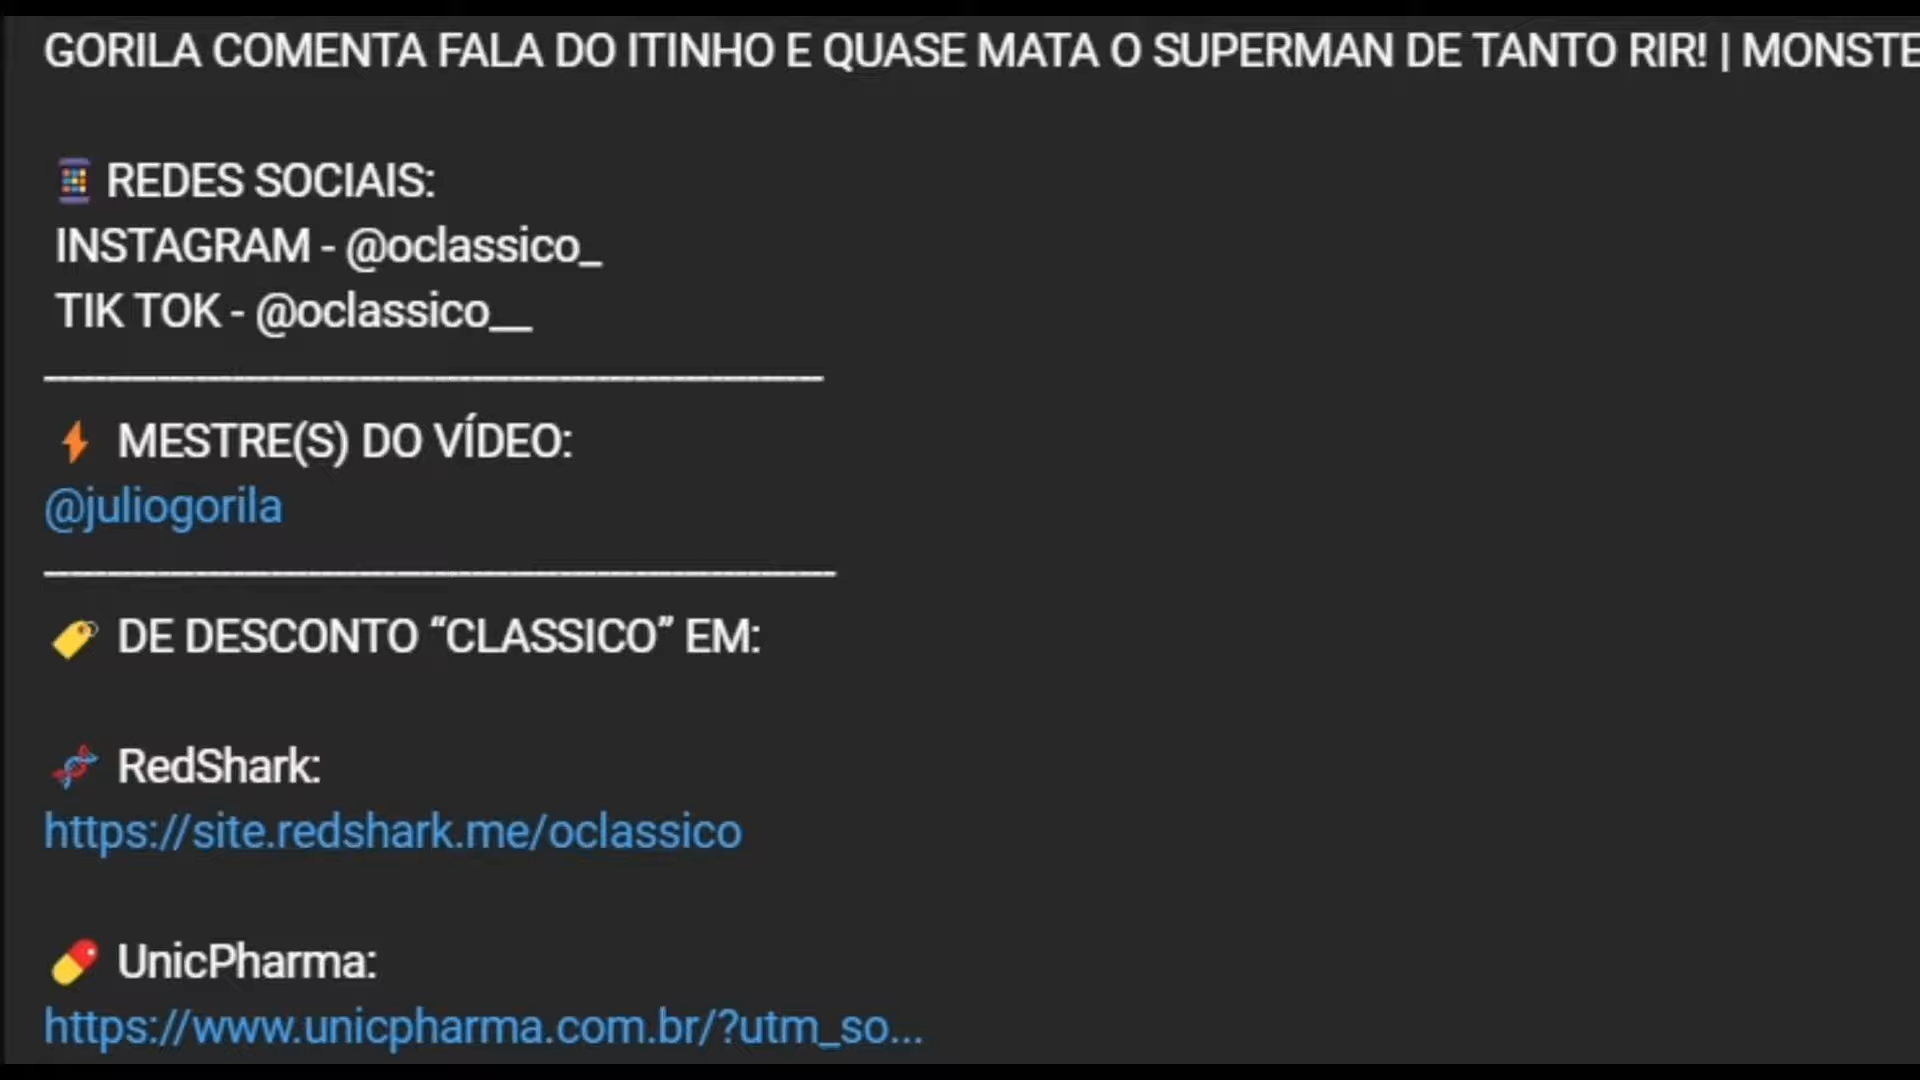 GORILA COMENTA FALA DO ITINHO E QUASE MATA O SUPERMAN DE TANTO RIR! | MONSTE
REDES SOCIAIS:
INSTAGRAM - @oclassico_
TIK TOK - @oclassico__
MESTRE(S) DO VÍDEO:
@juliogorila
DE DESCONTO “CLASSICO” EM:
RedShark:
https://site.redshark.me/oclassico
UnicPharma:
https://www.unicpharma.com.br/?utm_so...